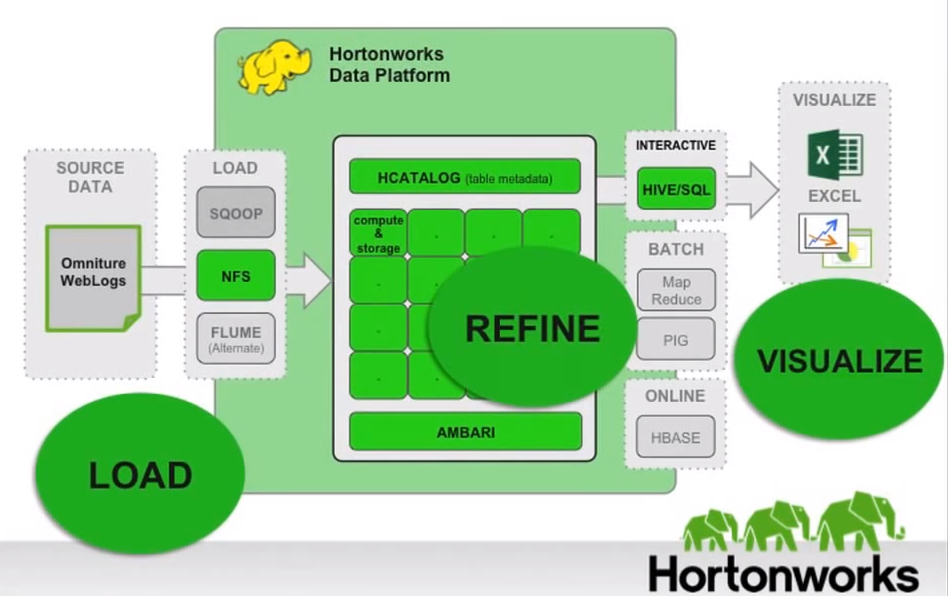 Hortonworks
Data Platform
SOURCE
DATA
Omniture
WebLogs
LOAD
SQOOP
NFS
FLUME
(Alternate)
HCATALOG (table metadata)
compute
&
storage
AMBARI
INTERACTIVE
HIVE/SQL
BATCH
Map
Reduce
PIG
ONLINE
HBASE
VISUALIZE
X
EXCEL
LOAD
REFINE
VISUALIZE
Hortonworks